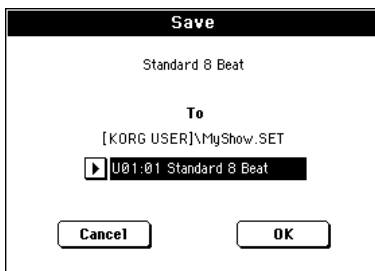 Save
Standard 8 Beat
To
[KORG USER]\MyShow.SET
U01:01 Standard 8 Beat
Cancel OK